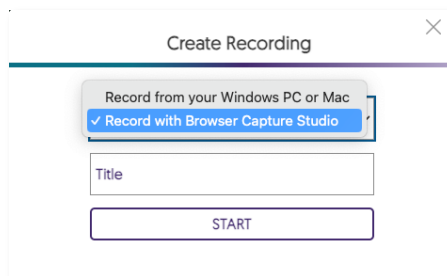 Create Recording
Record from your Windows PC or Mac
✓ Record with Browser Capture Studio
Title
START